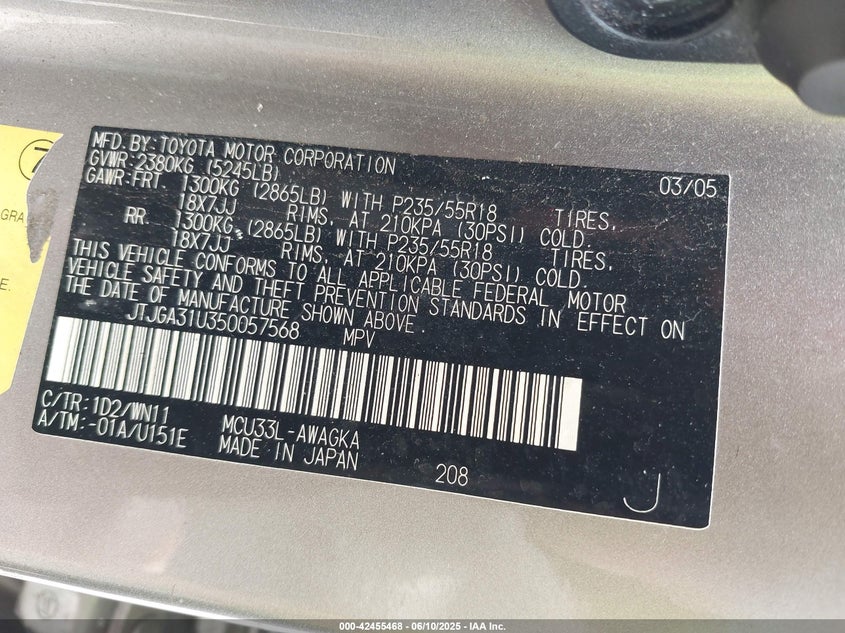 7
GRA
E.
MFD. BY: TOYOTA MOTOR CORPORATION 03/05
GVWR: 2380KG (5245LB)
GAWR: FRT. 1300KG (2865LB) WITH P235/55R18 TIRES,
18X7JJ RIMS, AT 210KPA (30PSI) COLD.
RR. 1300KG (2865LB) WITH P235/55R18 TIRES,
18X7JJ RIMS, AT 210KPA (30PSI) COLD.
THIS VEHICLE CONFORMS TO ALL APPLICABLE FEDERAL MOTOR
VEHICLE SAFETY AND THEFT PREVENTION STANDARDS IN EFFECT ON
THE DATE OF MANUFACTURE SHOWN ABOVE.
JTJGA31U350057568 MPV
C/TR: 1D2/WN11 MCU33L-AWAGKA
A/TM: -01A/U151E MADE IN JAPAN
208 J
000-42455468 - 06/10/2025 - IAA Inc.